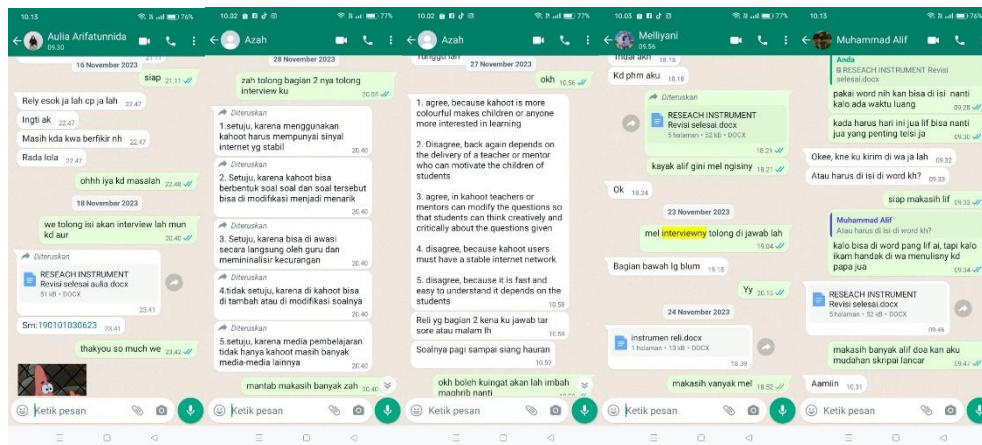 10.13
76%
Aulia Arifatunnida
09.30
21.11
16 November 2023
siap 21.11
Rely esok ja lah cp ja lah 22.47
Ingti ak 22.47
Masih kda kwa berfikir nh 22.47
Rada lola 22.47
ohhh iya kd masalah 22.48
18 November 2023
we tolong isi akan interview lah mun
kd aur
20.40
Diteruskan
RESEACH INSTRUMENT
Revisi selesai aulia.docx
51 kB • DOCX
23.41
Srn:190101030623 23.41
thakyou so much we 23.42
Ketik pesan
10.02
77%
Azah
28 November 2023
zah tolong bagian 2 nya tolong
interview ku
20.05
Diteruskan
1.setuju, karena menggunakan
kahoot harus mempunyai sinyal
internet yg stabil
20.40
Diteruskan
2. Setuju, karena kahoot bisa
berbentuk soal soal dan soal tersebut
bisa di modifikasi menjadi menarik
20.40
Diteruskan
3. Setuju, karena bisa di awasi
secara langsung oleh guru dan
memininalisir kecurangan
20.40
Diteruskan
4.tidak setuju, karena di kahoot bisa
di tambah atau di modifikasi soalnya
20.40
Diteruskan
5.setuju, karena media pembelajaran
tidak hanya kahoot masih banyak
media-media lainnya
20.40
mantab makasih banyak zah 20.40
Ketik pesan
10.02
77%
Azah
Tunggu lah
27 November 2023
okh 10.56
1. agree, because kahoot is more
colourful makes children or anyone
more interested in learning
2. Disagree, back again depends on
the delivery of a teacher or mentor
who can motivate the children of
students
3. agree, in kahoot teachers or
mentors can modify the questions so
that students can think creatively and
critically about the questions given
4. disagree, because kahoot users
must have a stable internet network
5. disagree, because it is fast and
easy to understand it depends on the
students
10.58
Reli yg bagian 2 kena ku jawab tar
sore atau malam lh
10.59
Soalnya pagi sampai siang hauran
10.59
okh boleh kuingat akan lah imbah
maghrib nanti
Ketik pesan
10.03
77%
Melliyani
09.56
18.18
Kd phm aku 18.18
Diteruskan
RESEACH INSTRUMENT
Revisi selesai.docx
5 halaman • 52 kB • DOCX
18.21
kayak alif gini mel ngisiny 18.21
Ok 18.24
23 November 2023
mel interviewny tolong di jawab lah
19.04
Bagian bawah lg blum 19.15
Yy 20.15
24 November 2023
instrumen reli.docx
1 halaman • 13 kB • DOCX
18.39
makasih vanyak mel 18.52
Ketik pesan
10.13
76%
Muhammad Alif
Anda
RESEACH INSTRUMENT Revisi
selesai.docx
pakai word nih kan bisa di isi nanti
kalo ada waktu luang
09.28
kada harus hari ini jua lif bisa nanti
jua yang penting teisi ja
09.30
Okee, kne ku kirim di wa ja lah 09.32
Atau harus di isi di word kh? 09.33
siap makasih lif 09.33
Muhammad Alif
Atau harus di isi di word kh?
kalo bisa di word pang lif ai, tapi kalo
ikam handak di wa menulisny kd
papa jua
09.34
RESEACH INSTRUMENT
Revisi selesai.docx
5 halaman • 52 kB • DOCX
09.46
makasih banyak alif doa kan aku
mudahan skripai lancar
09.47
Aamiin 10.31
Ketik pesan